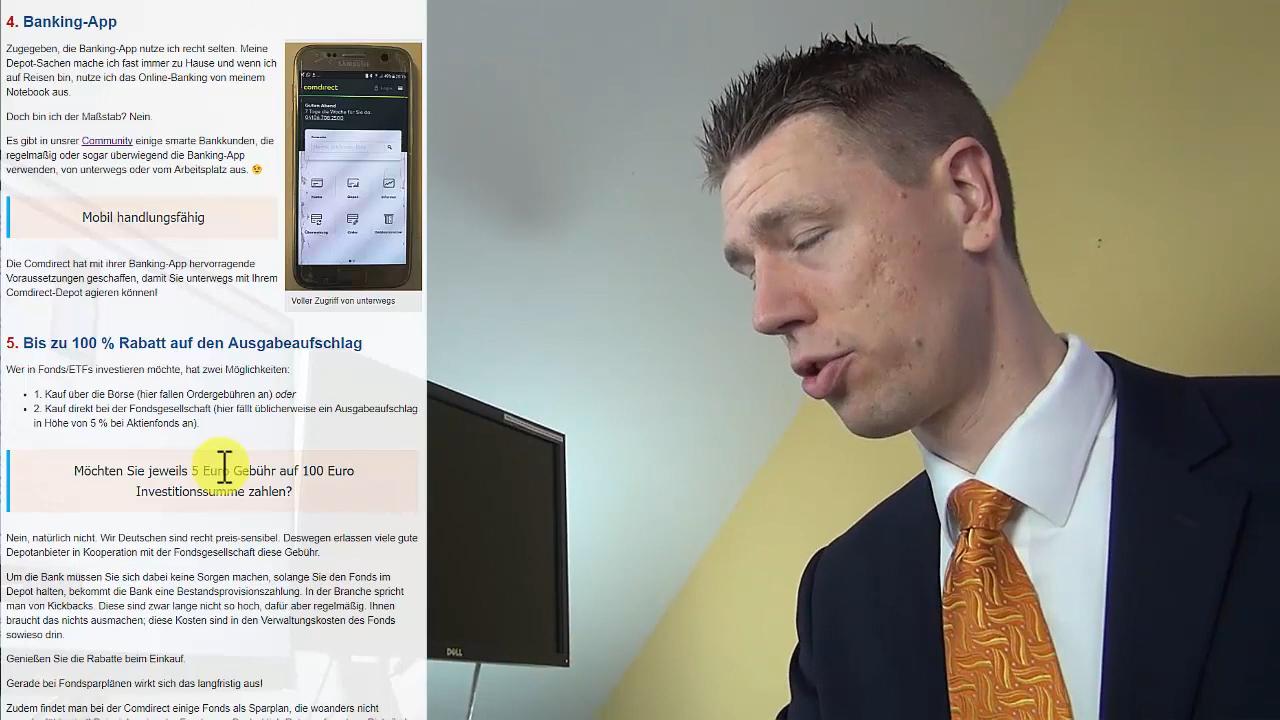 4. Banking-App
Zugegeben, die Banking-App nutze ich recht selten. Meine
Depot-Sachen mache ich fast immer zu Hause und wenn ich
auf Reisen bin, nutze ich das Online-Banking von meinem
Notebook aus.
Doch bin ich der Maßstab? Nein.
Es gibt in unsrer Community einige smarte Bankkunden, die
regelmäßig oder sogar überwiegend die Banking-App
verwenden, von unterwegs oder vom Arbeitsplatz aus. 😉
Mobil handlungsfähig
Die Comdirect hat mit ihrer Banking-App hervorragende
Voraussetzungen geschaffen, damit Sie unterwegs mit Ihrem
Comdirect-Depot agieren können!
SAMSUNG
comdirect
Guten Abend
7 Tage die Woche für Sie da.
Voller Zugriff von unterwegs
5. Bis zu 100 % Rabatt auf den Ausgabeaufschlag
Wer in Fonds/ETFs investieren möchte, hat zwei Möglichkeiten:
1. Kauf über die Börse (hier fallen Ordergebühren an) oder
2. Kauf direkt bei der Fondsgesellschaft (hier fällt üblicherweise ein Ausgabeaufschlag
in Höhe von 5 % bei Aktienfonds an).
Möchten Sie jeweils 5 Euro Gebühr auf 100 Euro
Investitionssumme zahlen?
Nein, natürlich nicht. Wir Deutschen sind recht preis-sensibel. Deswegen erlassen viele gute
Depotanbieter in Kooperation mit der Fondsgesellschaft diese Gebühr.
Um die Bank müssen Sie sich dabei keine Sorgen machen, solange Sie den Fonds im
Depot halten, bekommt die Bank eine Bestandsprovisionszahlung. In der Branche spricht
man von Kickbacks. Diese sind zwar lange nicht so hoch, dafür aber regelmäßig. Ihnen
braucht das nichts ausmachen; diese Kosten sind in den Verwaltungskosten des Fonds
sowieso drin.
Genießen Sie die Rabatte beim Einkauf.
Gerade bei Fondsparplänen wirkt sich das langfristig aus!
Zudem findet man bei der Comdirect einige Fonds als Sparplan, die woanders nicht
DELL